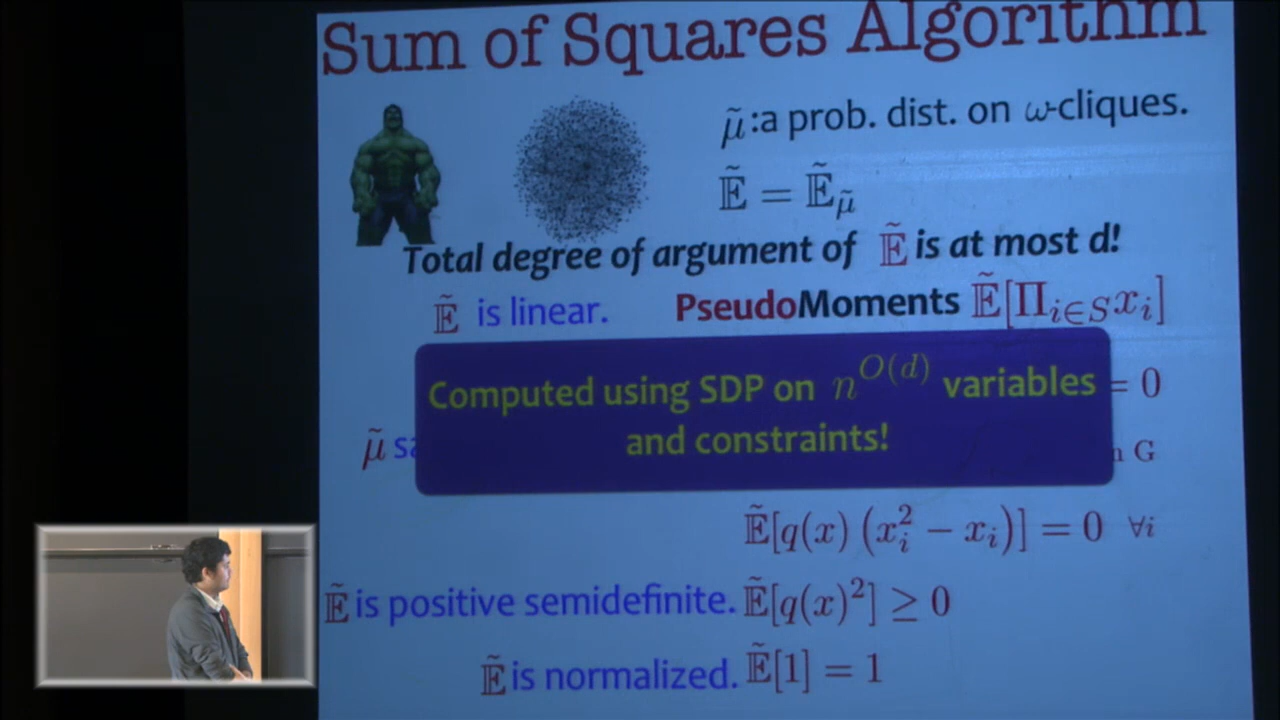 Sum of Squares Algorithm
μ̃ :a prob. dist. on ω-cliques.
𝔼̃ = 𝔼̃_μ̃
Total degree of argument of 𝔼̃ is at most d!
𝔼̃ is linear. PseudoMoments 𝔼̃[Π_{i∈S} x_i]
Computed using SDP on n^{O(d)} variables = 0
and constraints!
μ̃ G
𝔼̃[q(x) (x_i^2 − x_i)] = 0 ∀i
𝔼̃ is positive semidefinite. 𝔼̃[q(x)^2] ≥ 0
𝔼̃ is normalized. 𝔼̃[1] = 1